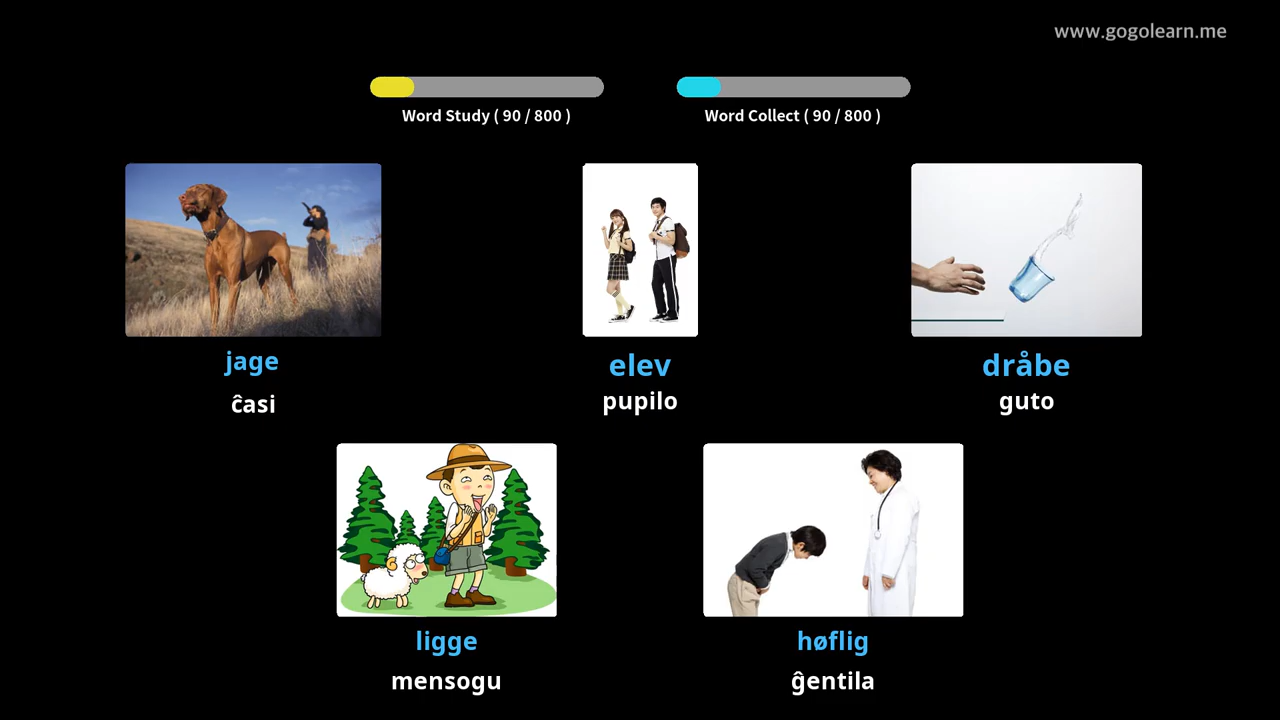 www.gogolearn.me
Word Study ( 90 / 800 )
Word Collect ( 90 / 800 )
jage
ĉasi
elev
pupilo
dråbe
guto
ligge
mensogu
høflig
ĝentila